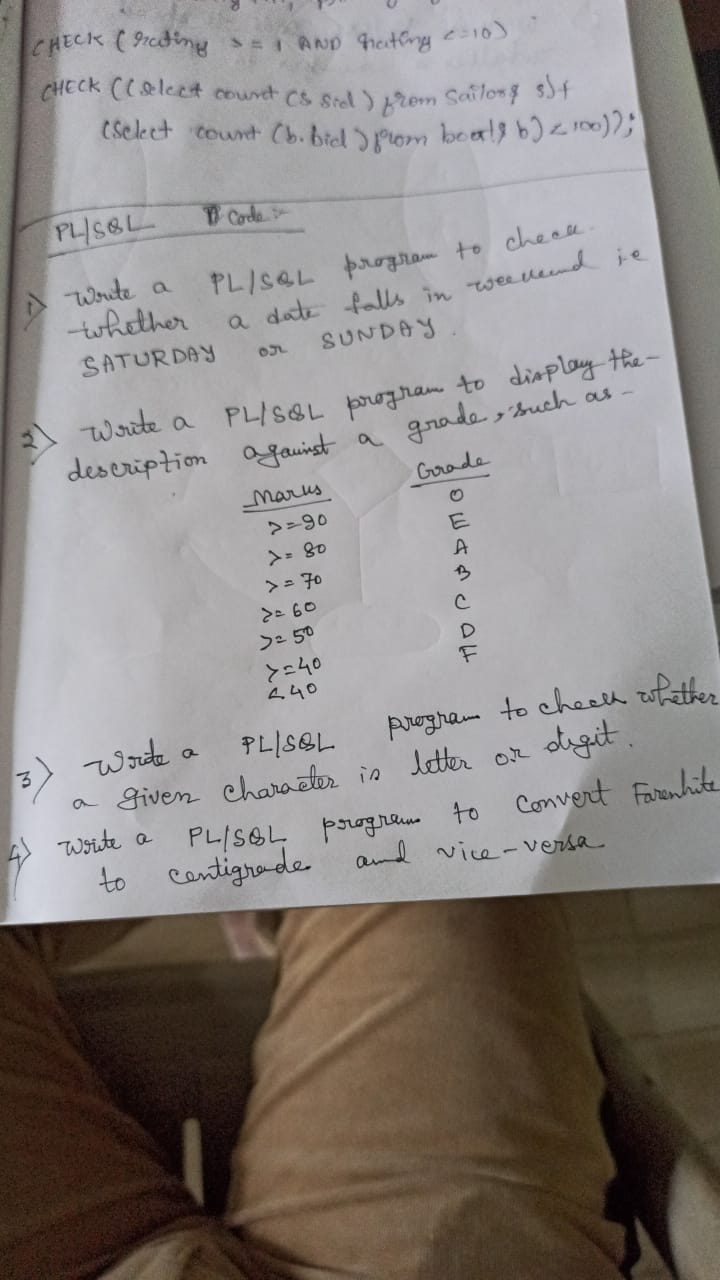 CHECK (rating >= 1 AND rating <=10)
CHECK ((select count (s.sid) from Sailors s)+
(select count (b.bid) from boats b) < 100));
PL/SQL Code :-
1) Write a PL/SQL program to check
whether a date falls in weekend i.e
SATURDAY or SUNDAY.
2) Write a PL/SQL program to display the
description against a grade, such as -
Marks Grade
>=90 O
>= 80 E
>= 70 A
>= 60 B
>= 50 C
>=40 D
<40 F
3) Write a PL/SQL program to check whether
a given character is letter or digit.
4) Write a PL/SQL program to convert Farenhite
to centigrade and vice-versa